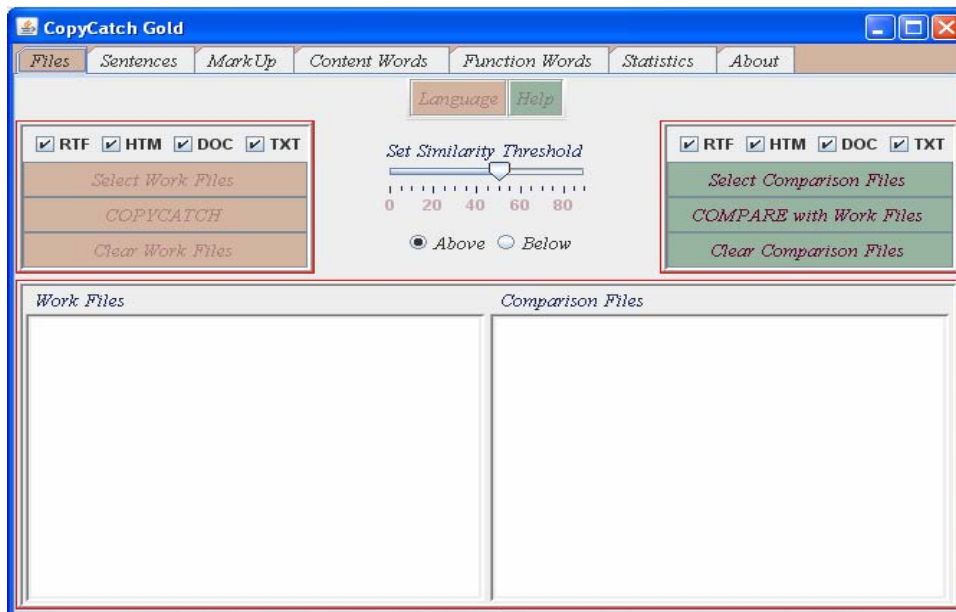 CopyCatch Gold
Files Sentences MarkUp Content Words Function Words Statistics About
Language Help
RTF HTM DOC TXT
Select Work Files
COPYCATCH
Clear Work Files
Set Similarity Threshold
0 20 40 60 80
Above Below
RTF HTM DOC TXT
Select Comparison Files
COMPARE with Work Files
Clear Comparison Files
Work Files Comparison Files